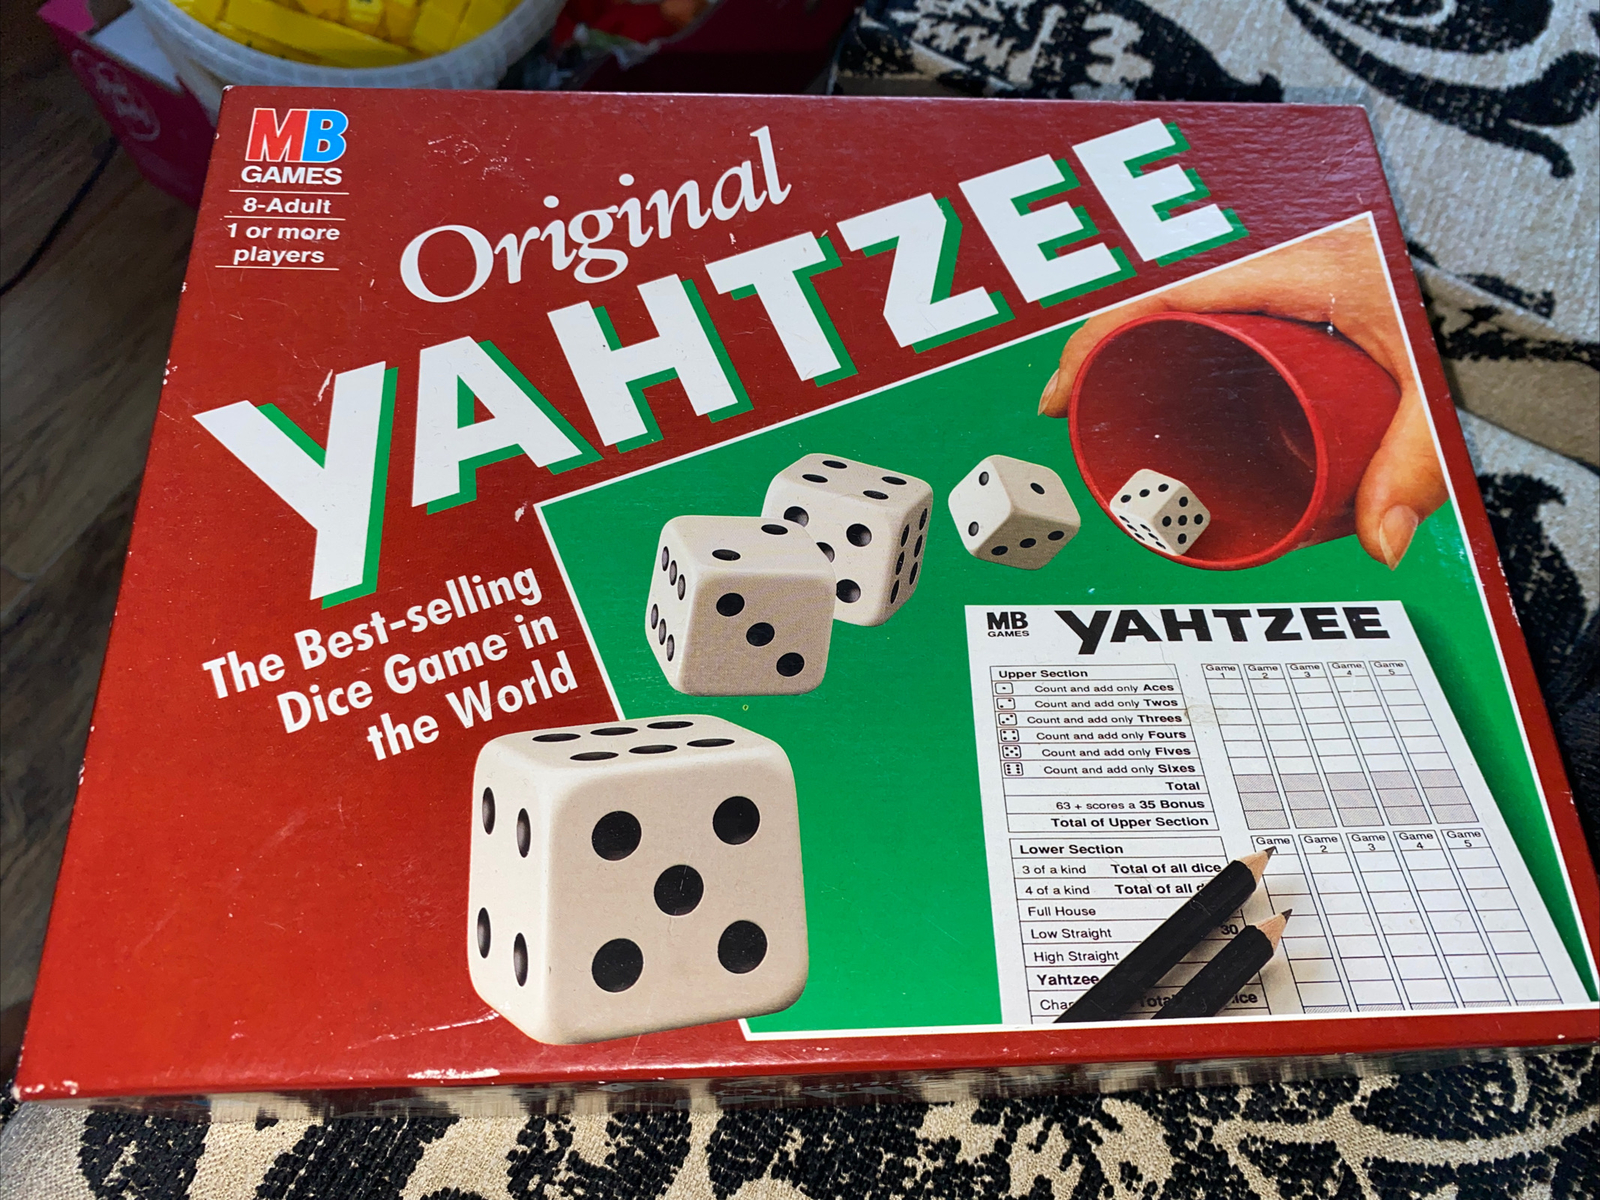 MB
GAMES
8-Adult
1 or more
players
Original
YAHTZEE
The Best-selling
Dice Game in
the World
MB
GAMES
YAHTZEE
Upper Section
Game 1 Game 2 Game 3 Game 4 Game 5
Count and add only Aces
Count and add only Twos
Count and add only Threes
Count and add only Fours
Count and add only Fives
Count and add only Sixes
Total
63 + scores a 35 Bonus
Total of Upper Section
Lower Section
Game Game 2 Game 3 Game 4 Game 5
3 of a kind Total of all dice
4 of a kind Total of all d
Full House
Low Straight 30
High Straight
Yahtzee